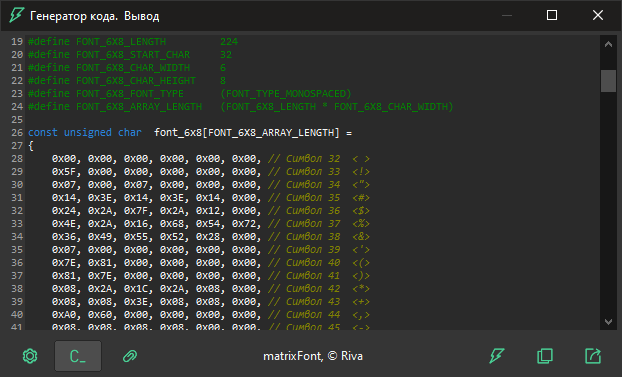 Генератор кода. Вывод
19 #define FONT_6X8_LENGTH 224
20 #define FONT_6X8_START_CHAR 32
21 #define FONT_6X8_CHAR_WIDTH 6
22 #define FONT_6X8_CHAR_HEIGHT 8
23 #define FONT_6X8_FONT_TYPE (FONT_TYPE_MONOSPACED)
24 #define FONT_6X8_ARRAY_LENGTH (FONT_6X8_LENGTH * FONT_6X8_CHAR_WIDTH)
25
26 const unsigned char font_6x8[FONT_6X8_ARRAY_LENGTH] =
27 {
28 0x00, 0x00, 0x00, 0x00, 0x00, 0x00, // Символ 32 < >
29 0x5F, 0x00, 0x00, 0x00, 0x00, 0x00, // Символ 33 <!>
30 0x07, 0x00, 0x07, 0x00, 0x00, 0x00, // Символ 34 <">
31 0x14, 0x3E, 0x14, 0x3E, 0x14, 0x00, // Символ 35 <#>
32 0x24, 0x2A, 0x7F, 0x2A, 0x12, 0x00, // Символ 36 <$>
33 0x4E, 0x2A, 0x16, 0x68, 0x54, 0x72, // Символ 37 <%>
34 0x36, 0x49, 0x55, 0x52, 0x28, 0x00, // Символ 38 <&>
35 0x07, 0x00, 0x00, 0x00, 0x00, 0x00, // Символ 39 <'>
36 0x7E, 0x81, 0x00, 0x00, 0x00, 0x00, // Символ 40 <(>
37 0x81, 0x7E, 0x00, 0x00, 0x00, 0x00, // Символ 41 <)>
38 0x08, 0x2A, 0x1C, 0x2A, 0x08, 0x00, // Символ 42 <*>
39 0x08, 0x08, 0x3E, 0x08, 0x08, 0x00, // Символ 43 <+>
40 0xA0, 0x60, 0x00, 0x00, 0x00, 0x00, // Символ 44 <,>
41 0x08, 0x08, 0x08, 0x08, 0x00, 0x00, // Символ 45 <->
C_ matrixFont, © Riva